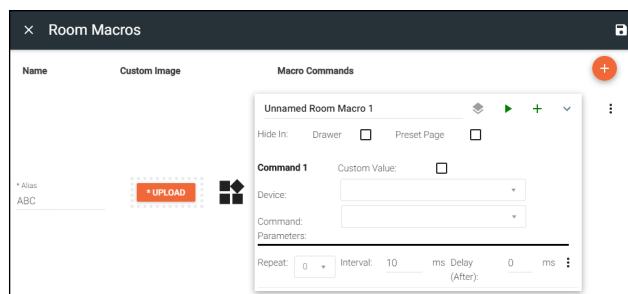 × Room Macros
Name Custom Image Macro Commands
Unnamed Room Macro 1
Hide In: Drawer Preset Page
Command 1 Custom Value:
* Alias
ABC
* UPLOAD
Device:
Command:
Parameters:
Repeat: 0 Interval: 10 ms Delay (After): 0 ms